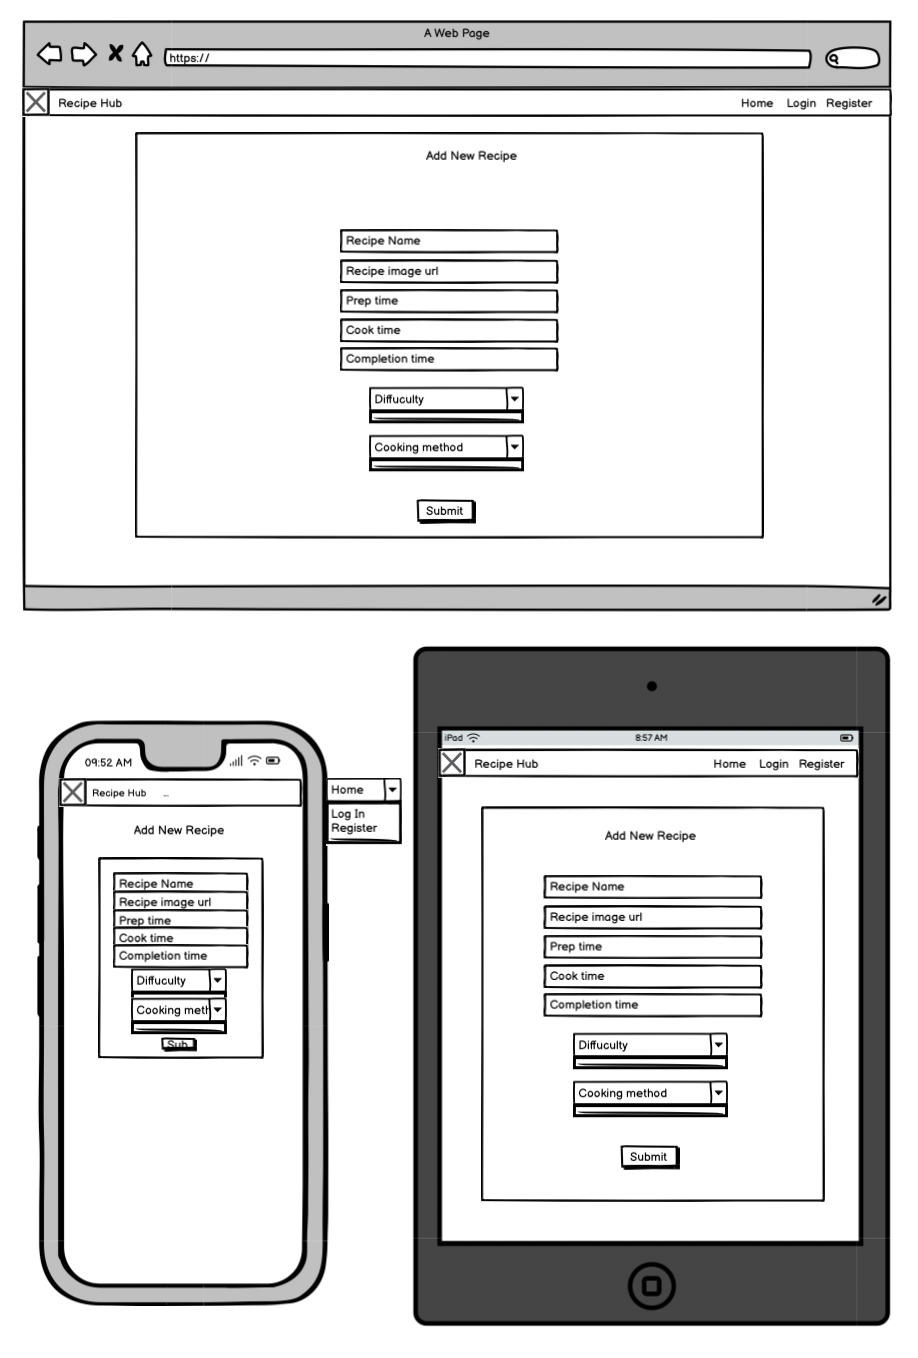 A Web Page
https://
Recipe Hub Home Login Register
Add New Recipe
Recipe Name
Recipe image url
Prep time
Cook time
Completion time
Diffuculty
Cooking method
Submit
09:52 AM
Recipe Hub ...
Home
Log In
Register
Add New Recipe
Recipe Name
Recipe image url
Prep time
Cook time
Completion time
Diffuculty
Cooking meth
Sub
iPad 8:57 AM
Recipe Hub Home Login Register
Add New Recipe
Recipe Name
Recipe image url
Prep time
Cook time
Completion time
Diffuculty
Cooking method
Submit